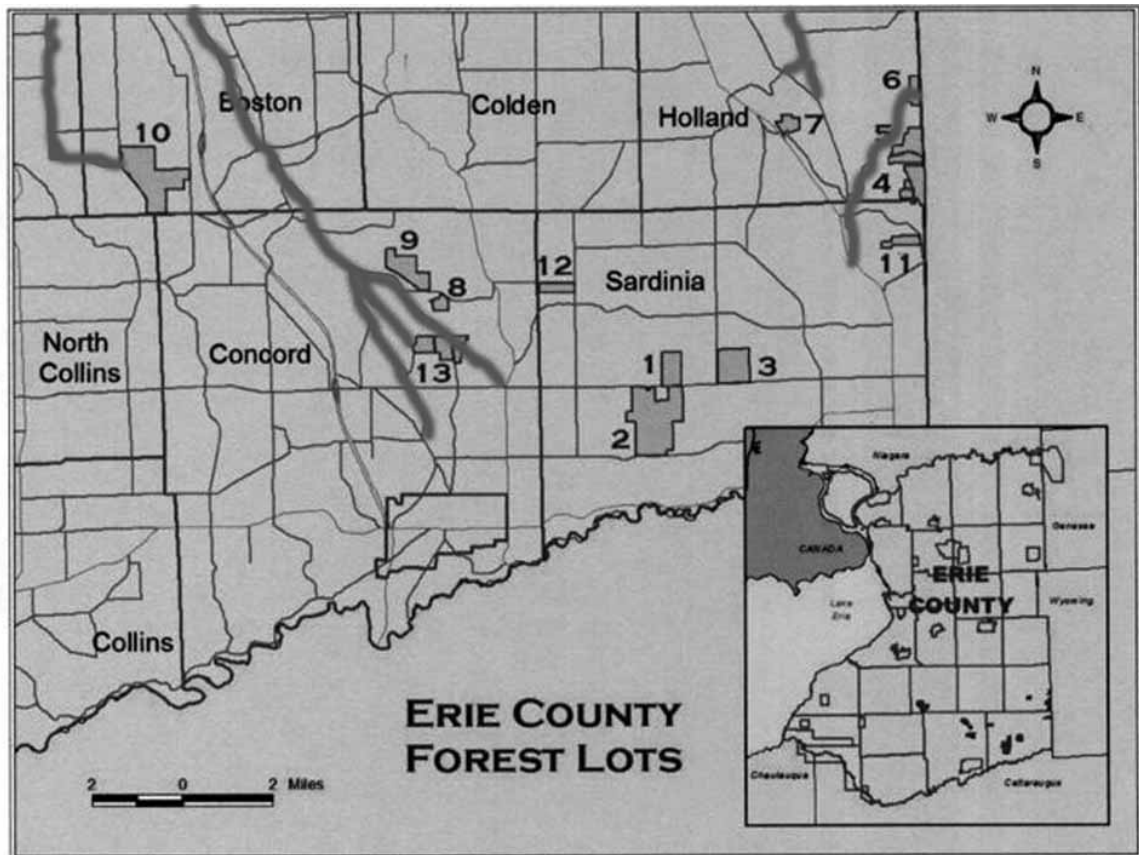 N
6
Boston
Colden
Holland
W
E
7
10
5
S
4
9
12
11
8
Sardinia
North
Collins
Concord
1
3
13
2
Niagara
Genesee
CANADA
ERIE
COUNTY
Lake
Erie
Wyoming
Collins
ERIE COUNTY
FOREST LOTS
2
0
2
Miles
Chautauqua
Cattaraugus